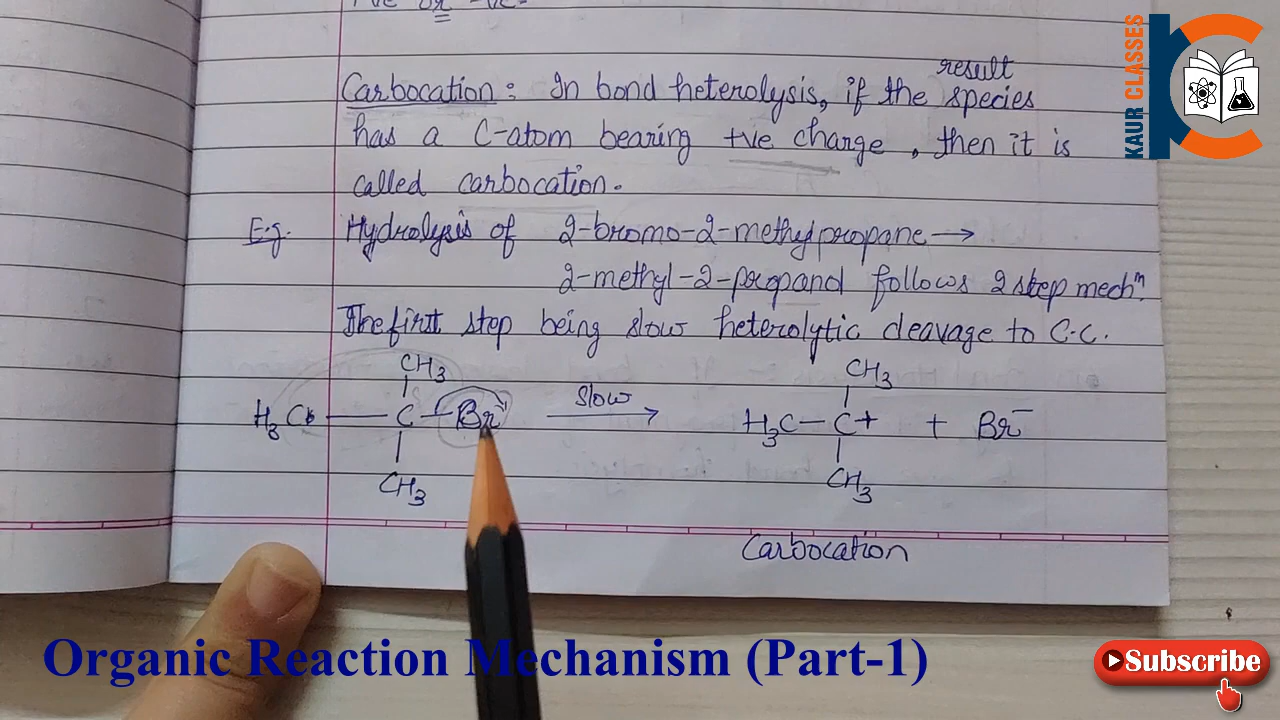 +ve or -ve.
result
Carbocation : In bond heterolysis, if the species
has a C-atom bearing +ve charge, then it is
called carbocation.
E.g. Hydrolysis of 2-bromo-2-methylpropane →
2-methyl-2-propanol follows 2 step mechⁿ.
The first step being slow heterolytic cleavage to C-C.
CH3 CH3
H3C — C — Br slow → H3C — C+ + Br⁻
CH3 CH3
Carbocation
Organic Reaction Mechanism (Part-1)
KAUR CLASSES
Subscribe